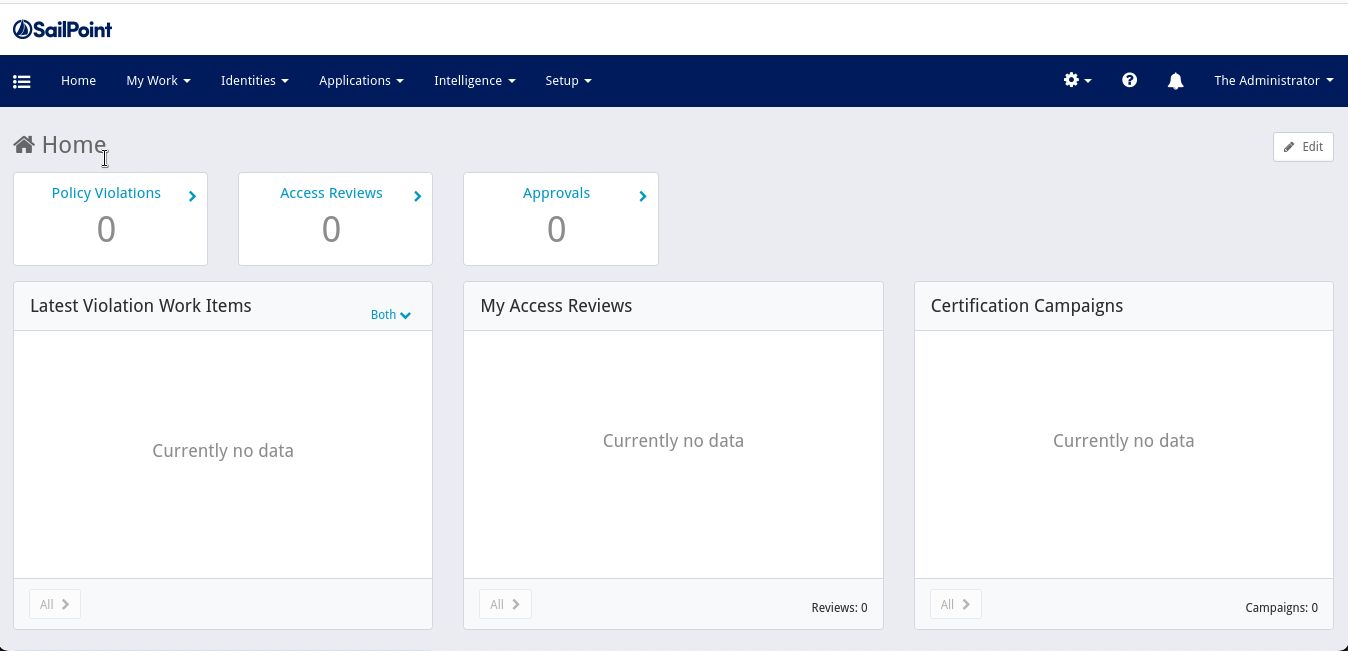 SailPoint
Home My Work Identities Applications Intelligence Setup The Administrator
Home
Edit
Policy Violations
0
Access Reviews
0
Approvals
0
Latest Violation Work Items
Both
Currently no data
All
My Access Reviews
Currently no data
All
Reviews: 0
Certification Campaigns
Currently no data
All
Campaigns: 0